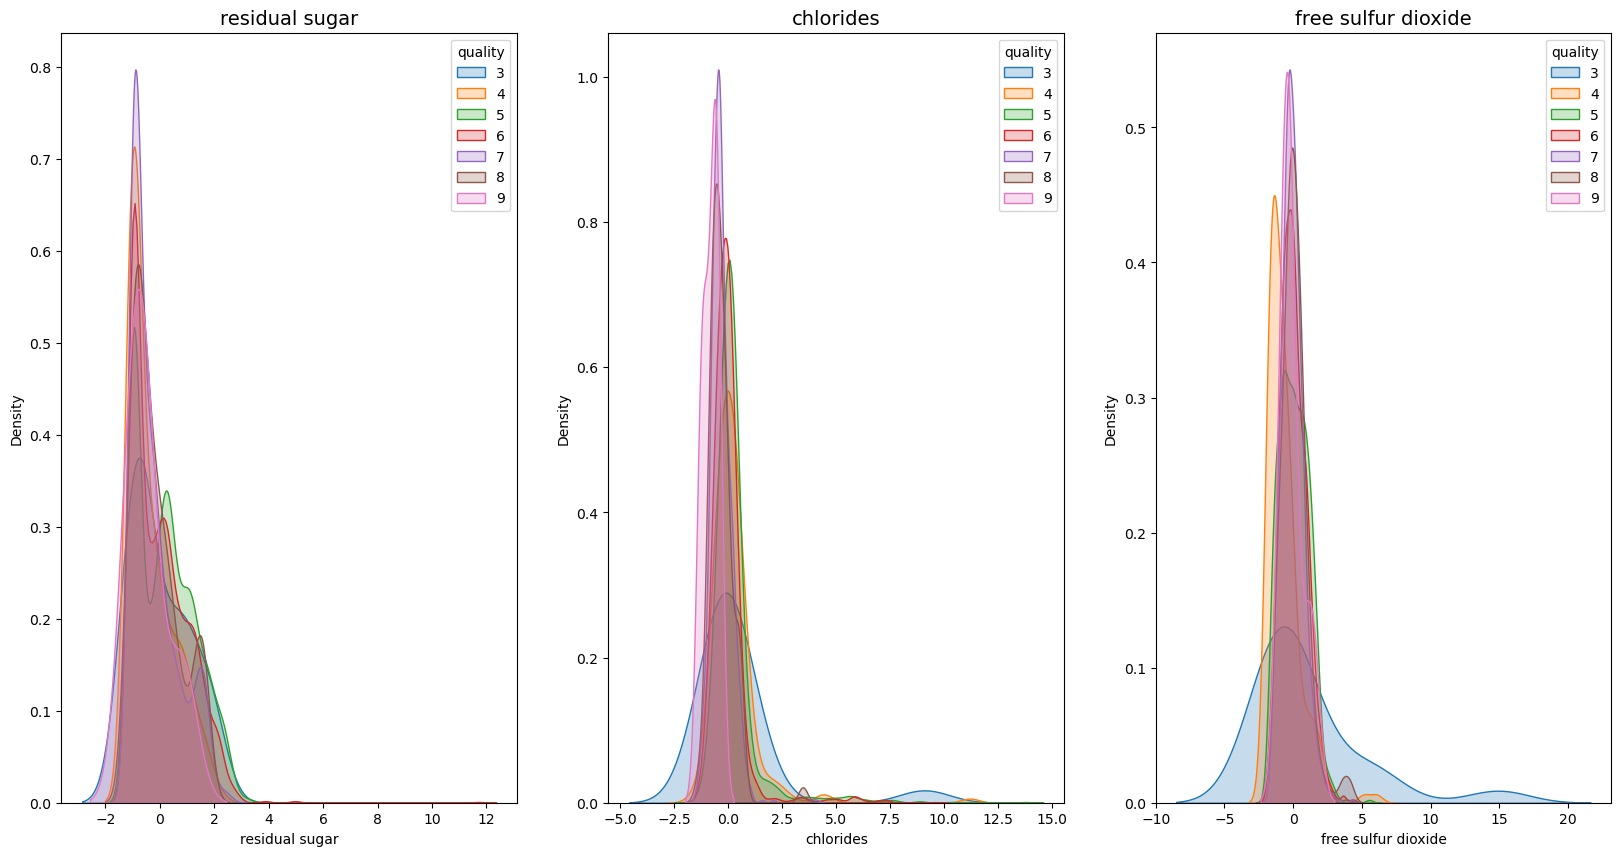 residual sugar
quality
3
4
5
6
7
8
9
Density
0.8
0.7
0.6
0.5
0.4
0.3
0.2
0.1
0.0
−2 0 2 4 6 8 10 12
residual sugar
chlorides
quality
3
4
5
6
7
8
9
Density
1.0
0.8
0.6
0.4
0.2
0.0
−5.0 −2.5 0.0 2.5 5.0 7.5 10.0 12.5 15.0
chlorides
free sulfur dioxide
quality
3
4
5
6
7
8
9
Density
0.5
0.4
0.3
0.2
0.1
0.0
−10 −5 0 5 10 15 20
free sulfur dioxide